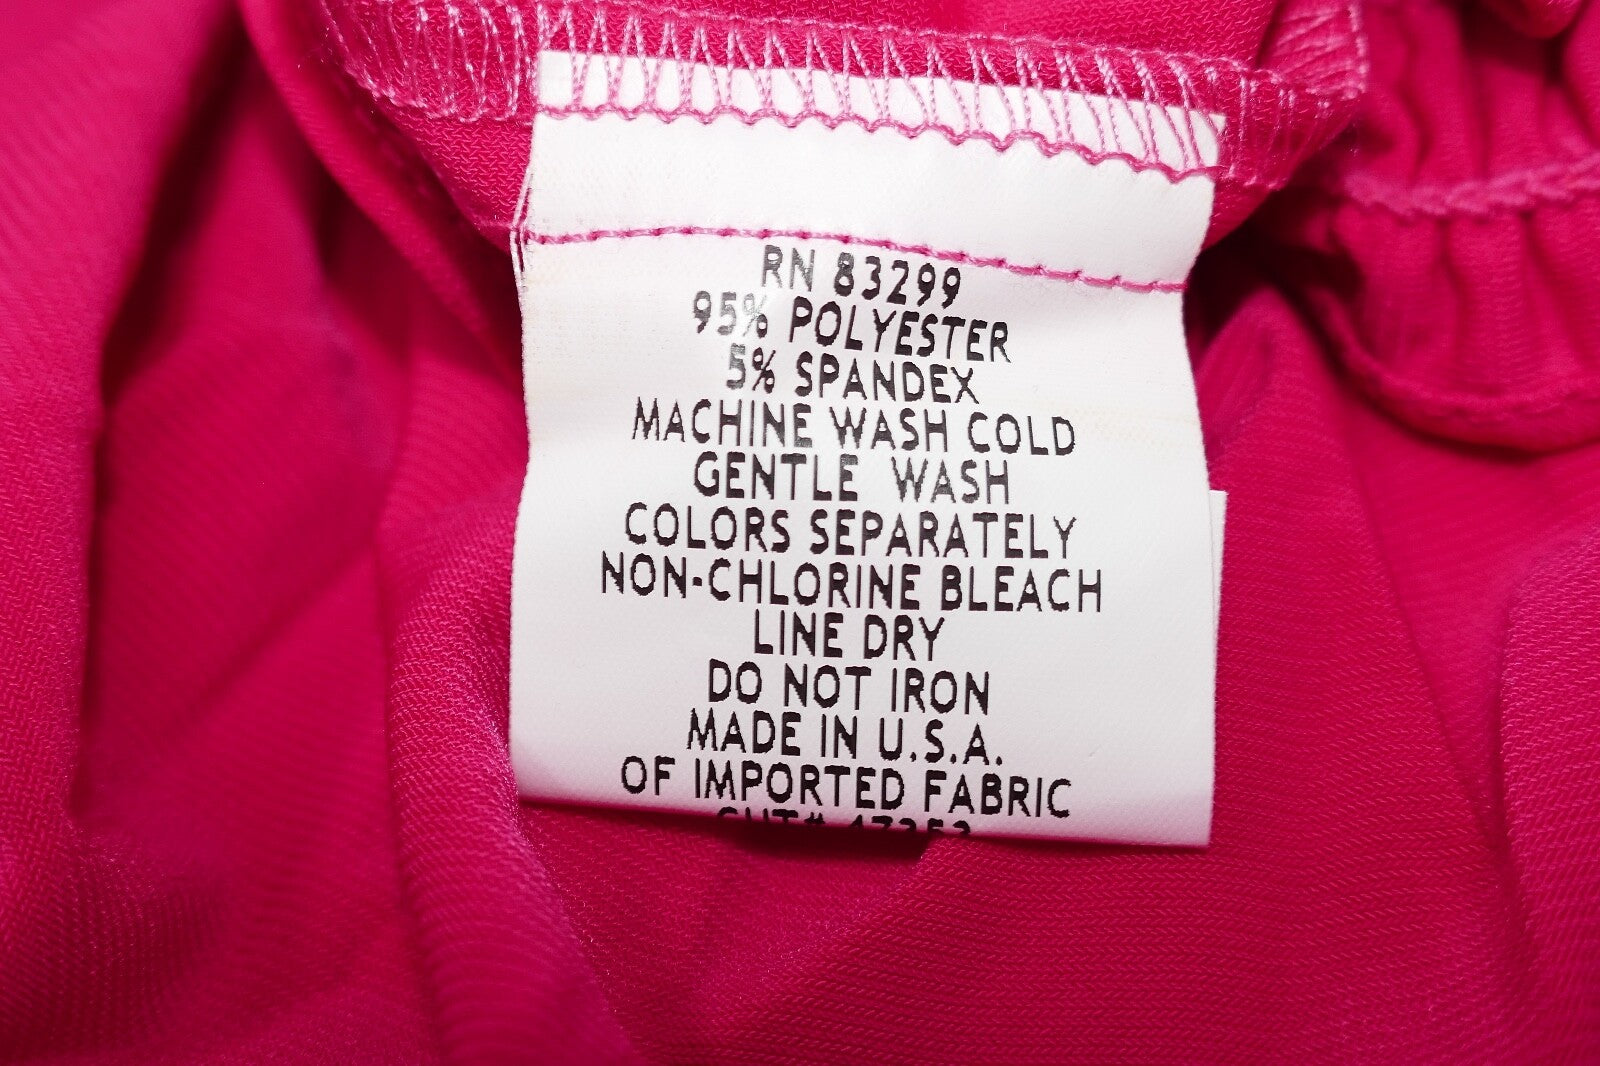 RN 83299
95% POLYESTER
5% SPANDEX
MACHINE WASH COLD
GENTLE WASH
COLORS SEPARATELY
NON-CHLORINE BLEACH
LINE DRY
DO NOT IRON
MADE IN U.S.A.
OF IMPORTED FABRIC